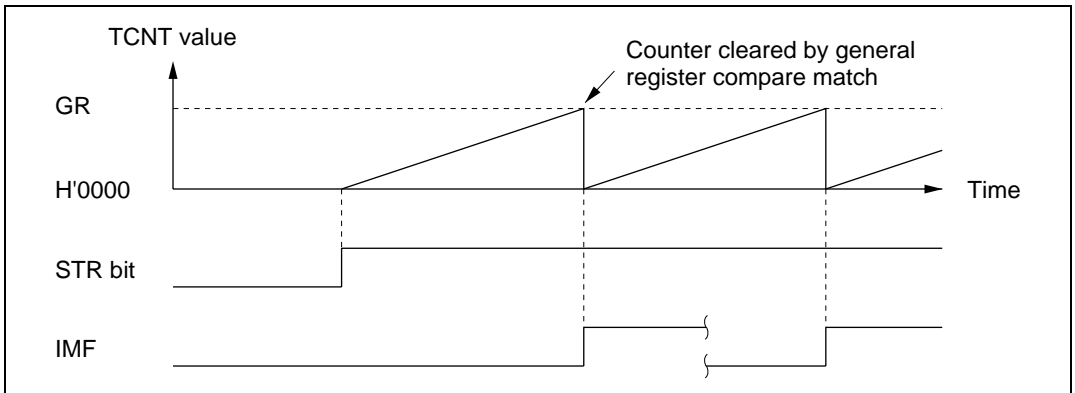 TCNT value
Counter cleared by general
register compare match
GR
H'0000
Time
STR bit
IMF